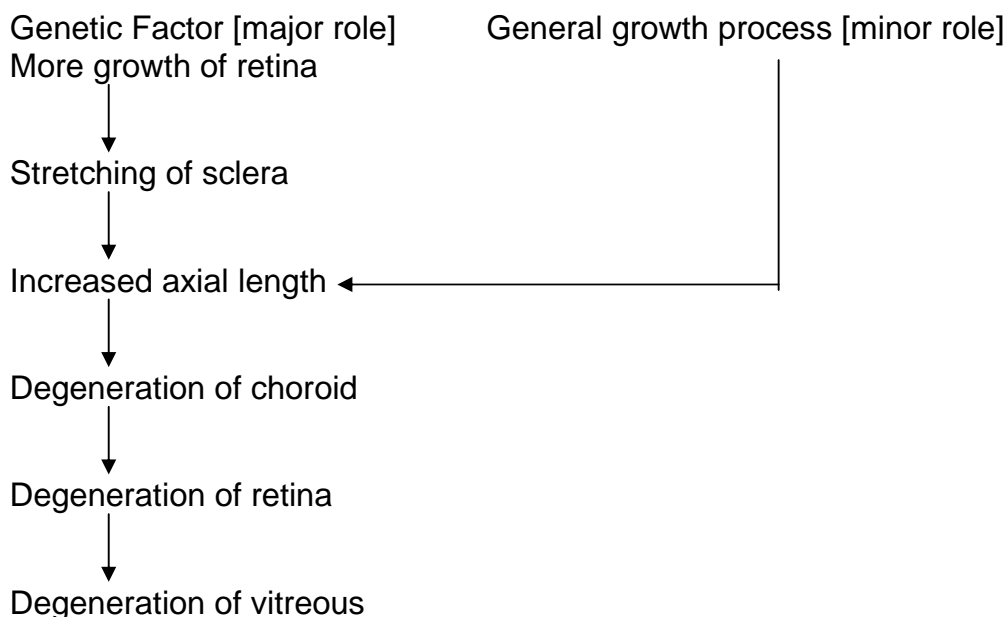 Genetic Factor [major role] General growth process [minor role]
More growth of retina
Stretching of sclera
Increased axial length
Degeneration of choroid
Degeneration of retina
Degeneration of vitreous